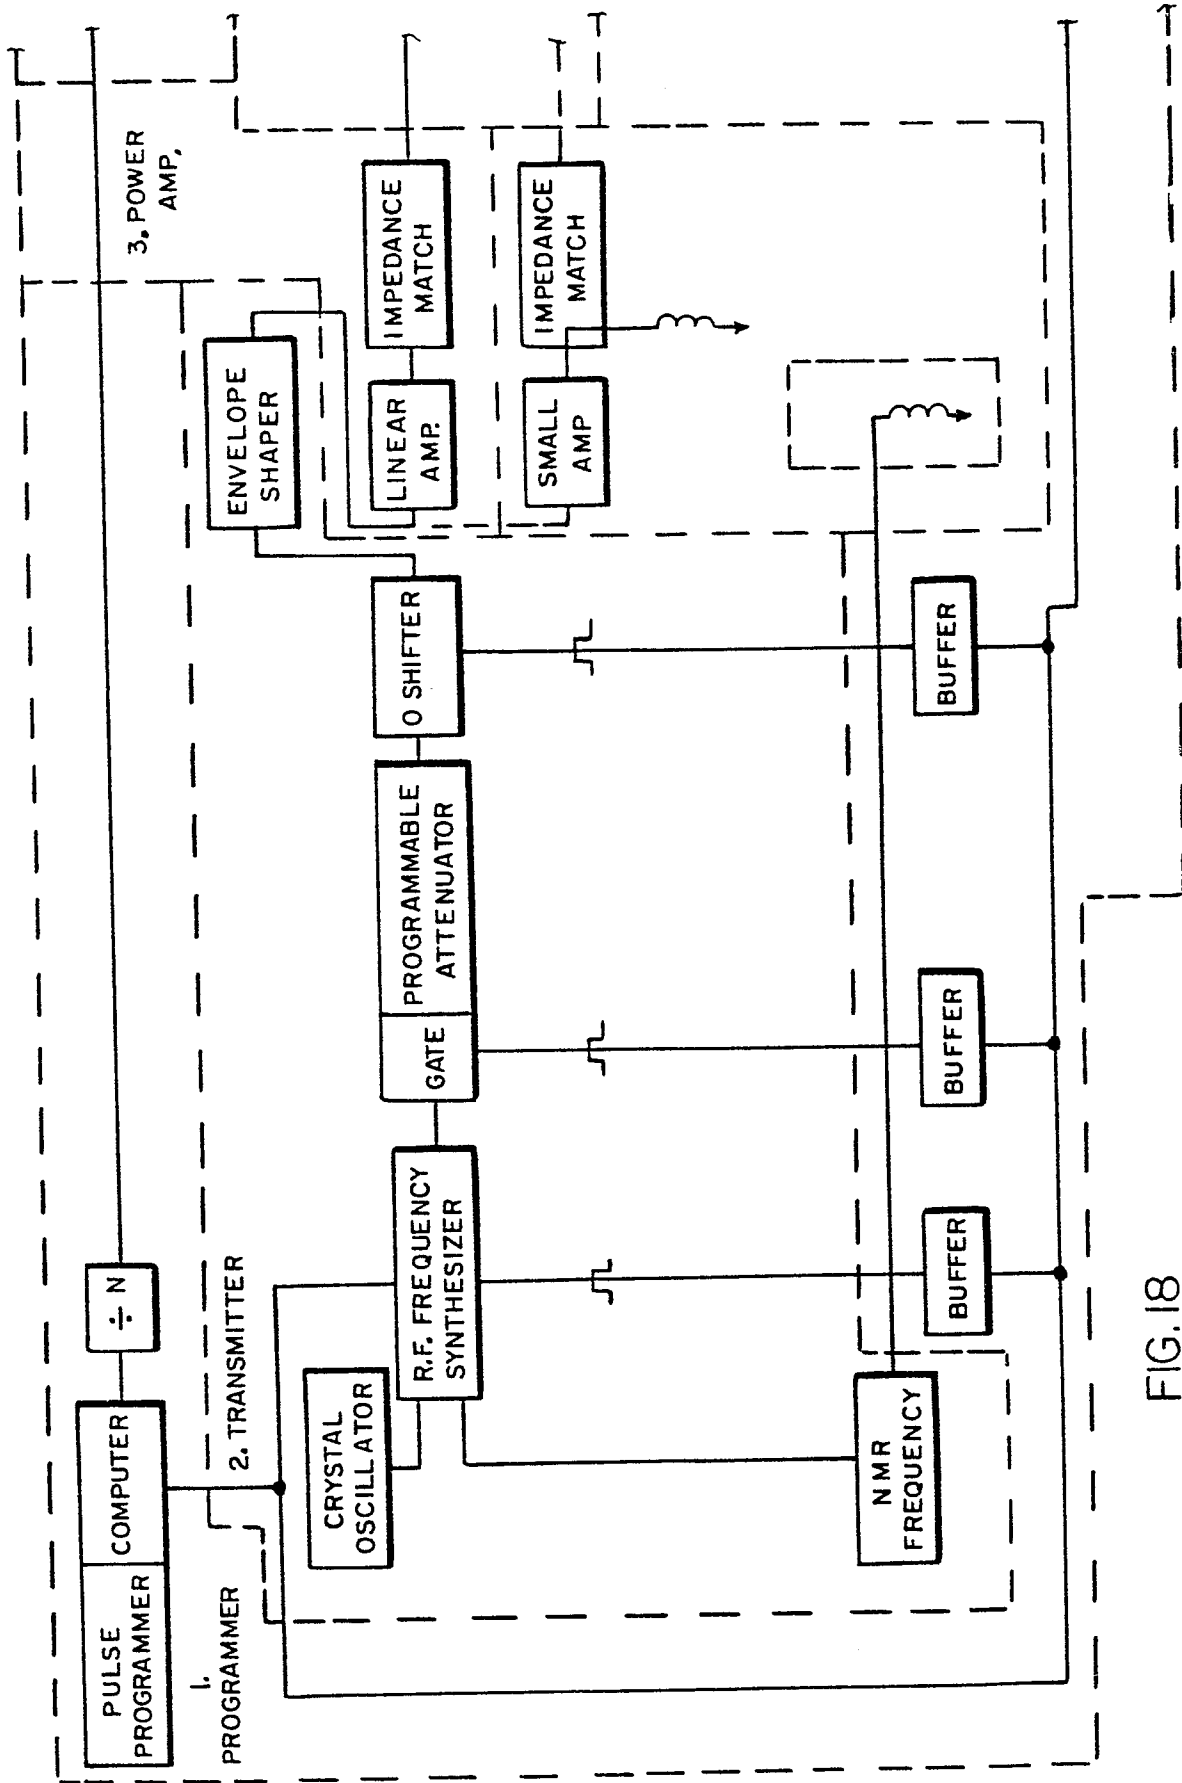 PULSE
PROGRAMMER
COMPUTER
÷ N
1.
PROGRAMMER
2. TRANSMITTER
3. POWER
AMP,
CRYSTAL
OSCILLATOR
R.F. FREQUENCY
SYNTHESIZER
GATE
PROGRAMMABLE
ATTENUATOR
O SHIFTER
ENVELOPE
SHAPER
LINEAR
AMP.
IMPEDANCE
MATCH
SMALL
AMP
IMPEDANCE
MATCH
NMR
FREQUENCY
BUFFER
BUFFER
BUFFER
FIG. 18